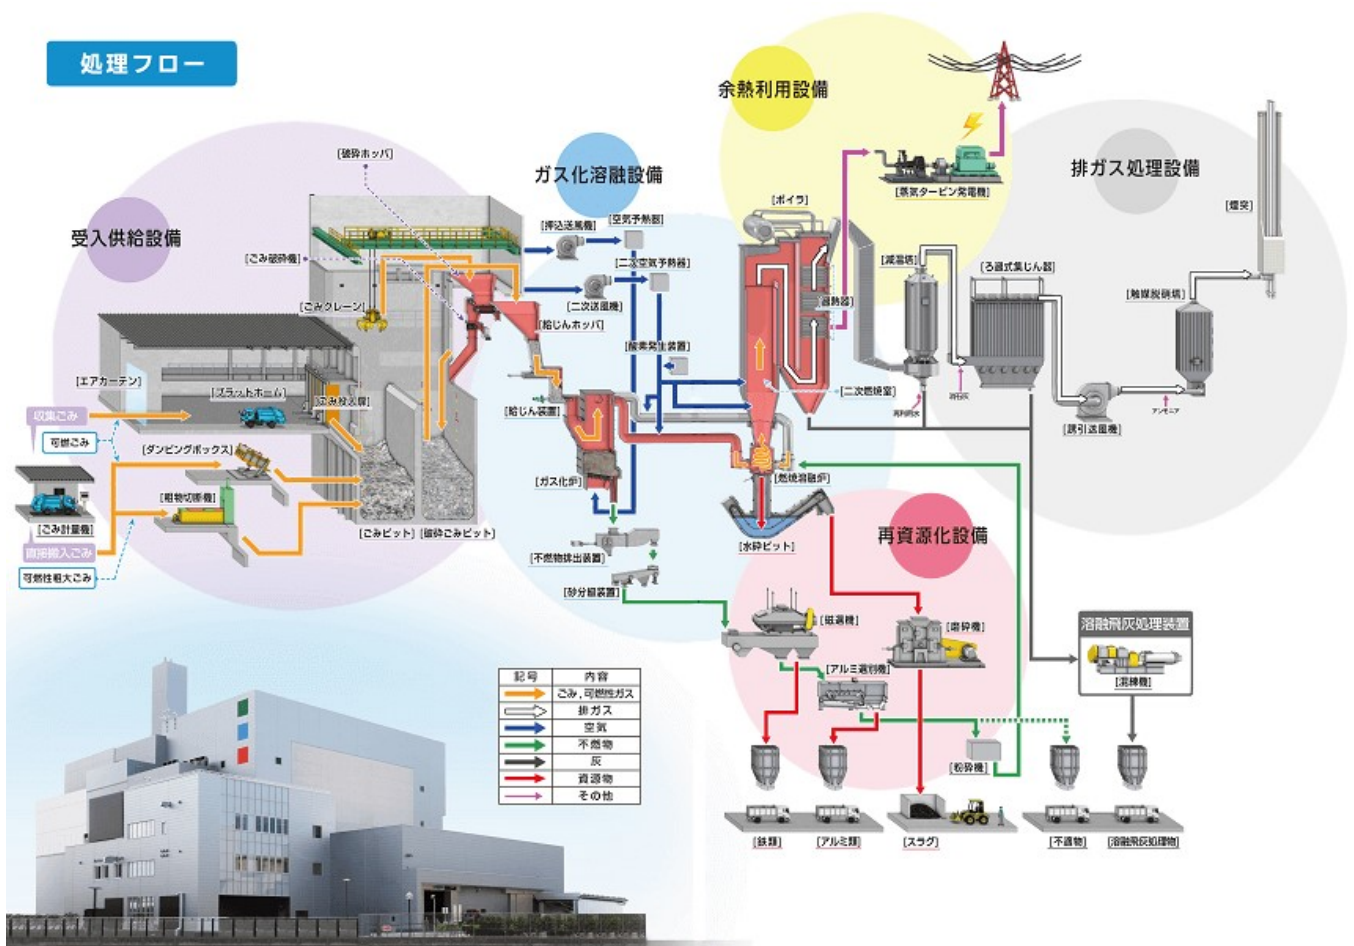 処理フロー
余熱利用設備
ガス化溶融設備
排ガス処理設備
受入供給設備
[破砕ホッパ]
[押込送風機]
[空気予熱器]
[ボイラ]
[蒸気タービン発電機]
[煙突]
[ごみ破砕機]
[二次空気予熱器]
[減温塔]
[ろ過式集じん器]
[ごみクレーン]
[二次送風機]
[過熱器]
[触媒脱硝塔]
[給じんホッパ]
[酸素発生装置]
[エアカーテン]
[プラットホーム]
[ごみ投入扉]
[二次燃焼室]
再利用水
消石灰
アンモニア
収集ごみ
[給じん装置]
[誘引送風機]
可燃ごみ
[ダンピングボックス]
[ガス化炉]
[燃焼溶融炉]
[粗物切断機]
[ごみ計量機]
[ごみピット]
[破砕ごみピット]
[水砕ピット]
再資源化設備
直接搬入ごみ
[不燃物排出装置]
可燃性粗大ごみ
[砂分級装置]
[磁選機]
[磨砕機]
溶融飛灰処理装置
[アルミ選別機]
[混練機]
記号 内容
ごみ,可燃性ガス
排ガス
空気
不燃物
灰
資源物
その他
[粉砕機]
[鉄類]
[アルミ類]
[スラグ]
[不適物]
[溶融飛灰処理物]